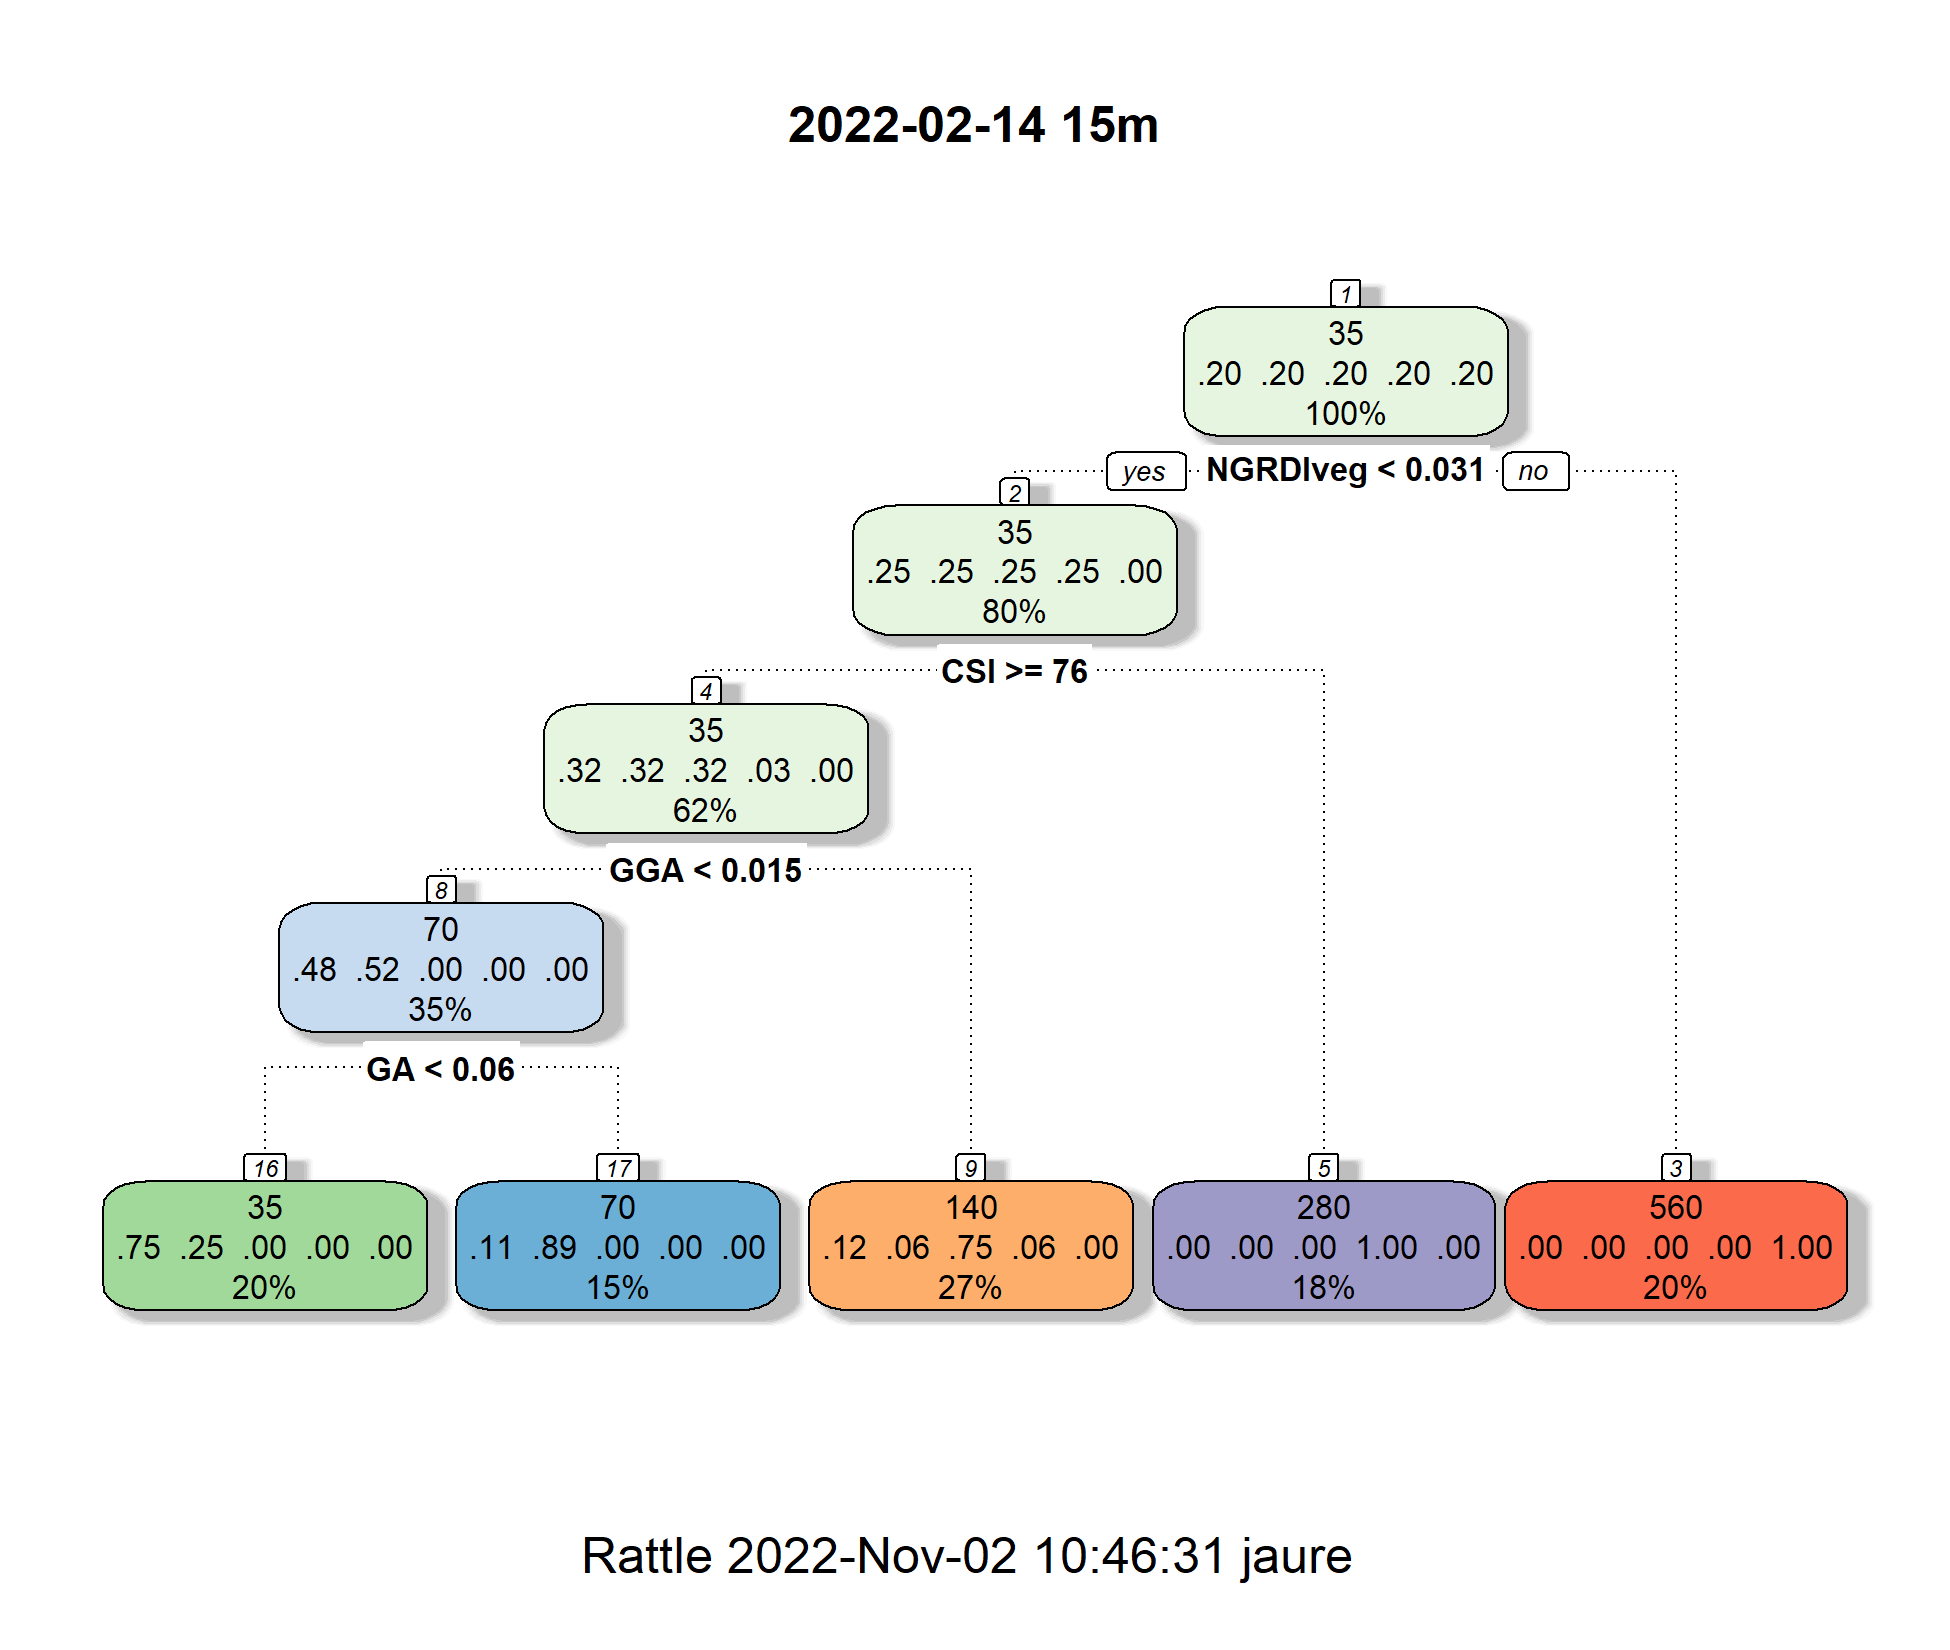 2022-02-14 15m
1
35
.20 .20 .20 .20 .20
100%
yes NGRDIveg < 0.031 no
2
35
.25 .25 .25 .25 .00
80%
CSI >= 76
4
35
.32 .32 .32 .03 .00
62%
GGA < 0.015
8
70
.48 .52 .00 .00 .00
35%
GA < 0.06
16
35
.75 .25 .00 .00 .00
20%
17
70
.11 .89 .00 .00 .00
15%
9
140
.12 .06 .75 .06 .00
27%
5
280
.00 .00 .00 1.00 .00
18%
3
560
.00 .00 .00 .00 1.00
20%
Rattle 2022-Nov-02 10:46:31 jaure